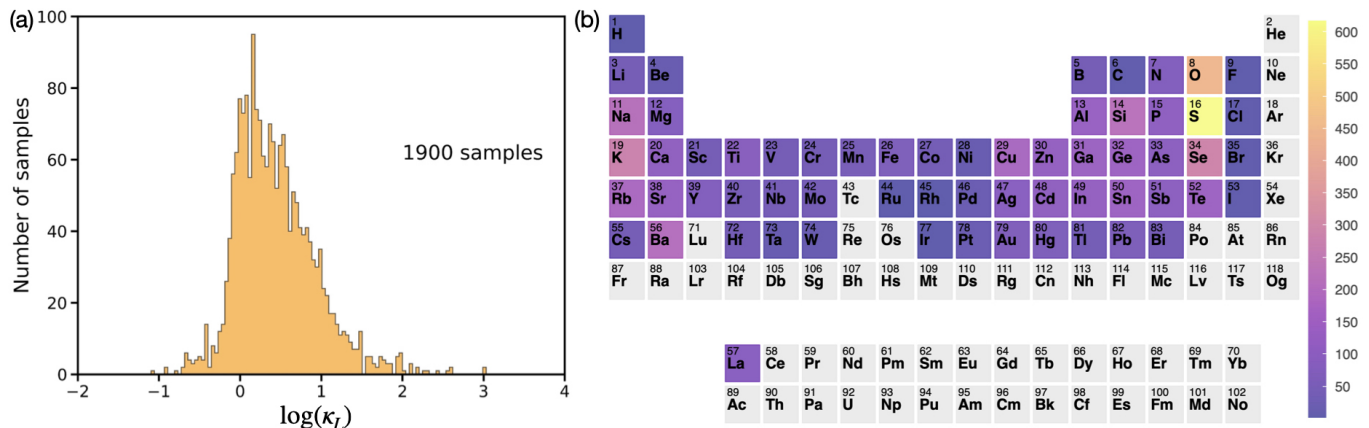 (a)
100
80
60
40
20
0
Number of samples
1900 samples
−2 −1 0 1 2 3 4
log(κL)
(b)
1 H 2 He
3 Li 4 Be 5 B 6 C 7 N 8 O 9 F 10 Ne
11 Na 12 Mg 13 Al 14 Si 15 P 16 S 17 Cl 18 Ar
19 K 20 Ca 21 Sc 22 Ti 23 V 24 Cr 25 Mn 26 Fe 27 Co 28 Ni 29 Cu 30 Zn 31 Ga 32 Ge 33 As 34 Se 35 Br 36 Kr
37 Rb 38 Sr 39 Y 40 Zr 41 Nb 42 Mo 43 Tc 44 Ru 45 Rh 46 Pd 47 Ag 48 Cd 49 In 50 Sn 51 Sb 52 Te 53 I 54 Xe
55 Cs 56 Ba 71 Lu 72 Hf 73 Ta 74 W 75 Re 76 Os 77 Ir 78 Pt 79 Au 80 Hg 81 Tl 82 Pb 83 Bi 84 Po 85 At 86 Rn
87 Fr 88 Ra 103 Lr 104 Rf 105 Db 106 Sg 107 Bh 108 Hs 109 Mt 110 Ds 111 Rg 112 Cn 113 Nh 114 Fl 115 Mc 116 Lv 117 Ts 118 Og
57 La 58 Ce 59 Pr 60 Nd 61 Pm 62 Sm 63 Eu 64 Gd 65 Tb 66 Dy 67 Ho 68 Er 69 Tm 70 Yb
89 Ac 90 Th 91 Pa 92 U 93 Np 94 Pu 95 Am 96 Cm 97 Bk 98 Cf 99 Es 100 Fm 101 Md 102 No
600
550
500
450
400
350
300
250
200
150
100
50